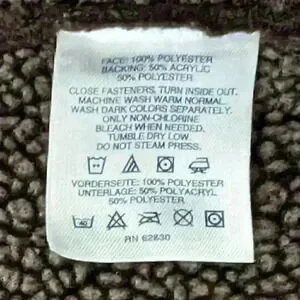 FACE: 100% POLYESTER
BACKING: 50% ACRYLIC
50% POLYESTER
CLOSE FASTENERS, TURN INSIDE OUT.
MACHINE WASH WARM NORMAL.
WASH DARK COLORS SEPARATELY.
ONLY NON-CHLORINE
BLEACH WHEN NEEDED.
TUMBLE DRY LOW.
DO NOT STEAM PRESS.
VORDERSEITE: 100% POLYESTER
UNTERLAGE: 50% POLYACRYL
50% POLYESTER
RN 62830